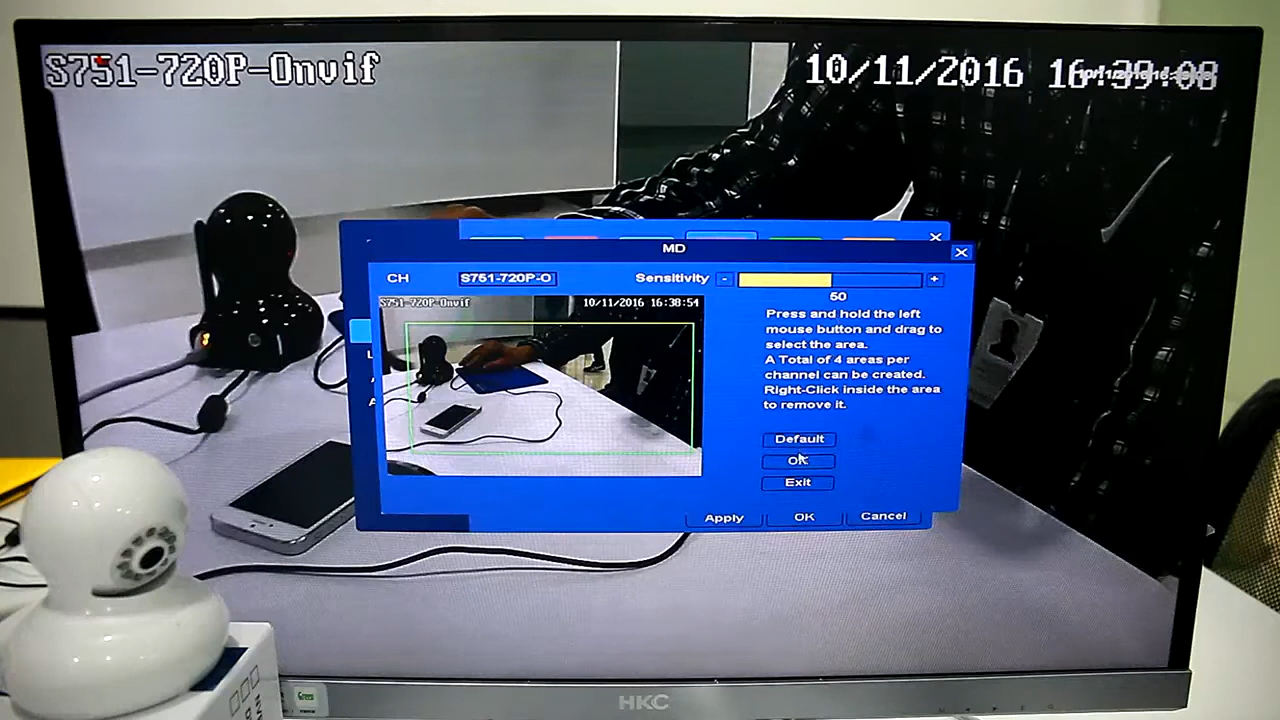 S751-720P-Onvif
10/11/2016 16:39:08
MD
CH
S751-720P-O
Sensitivity
-
+
50
S751-720P-Onvif
10/11/2016 16:38:54
Press and hold the left
mouse button and drag to
select the area.
A Total of 4 areas per
channel can be created.
Right-Click inside the area
to remove it.
Default
OK
Exit
Apply
OK
Cancel
HKC